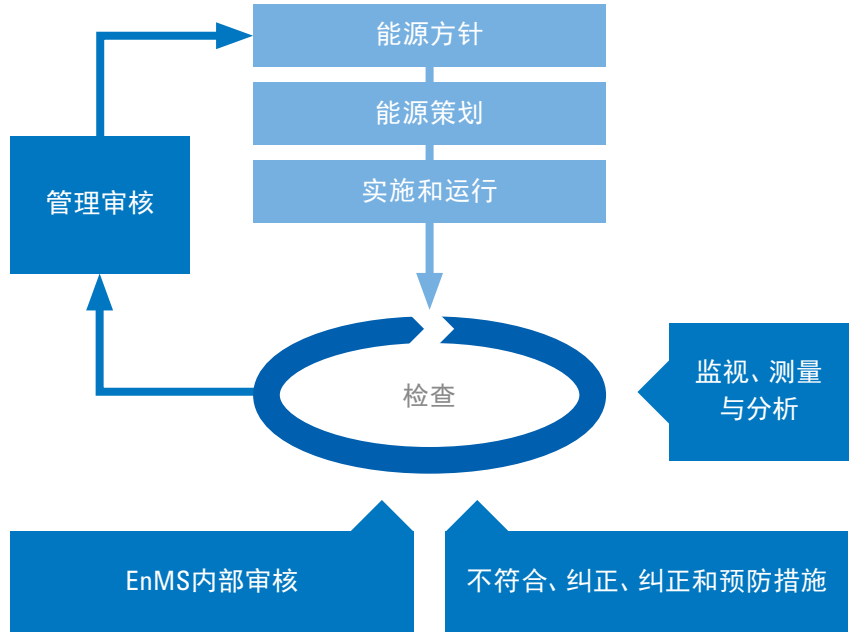 能源方针
能源策划
实施和运行
管理审核
检查
监视、测量
与分析
EnMS内部审核
不符合、纠正、纠正和预防措施